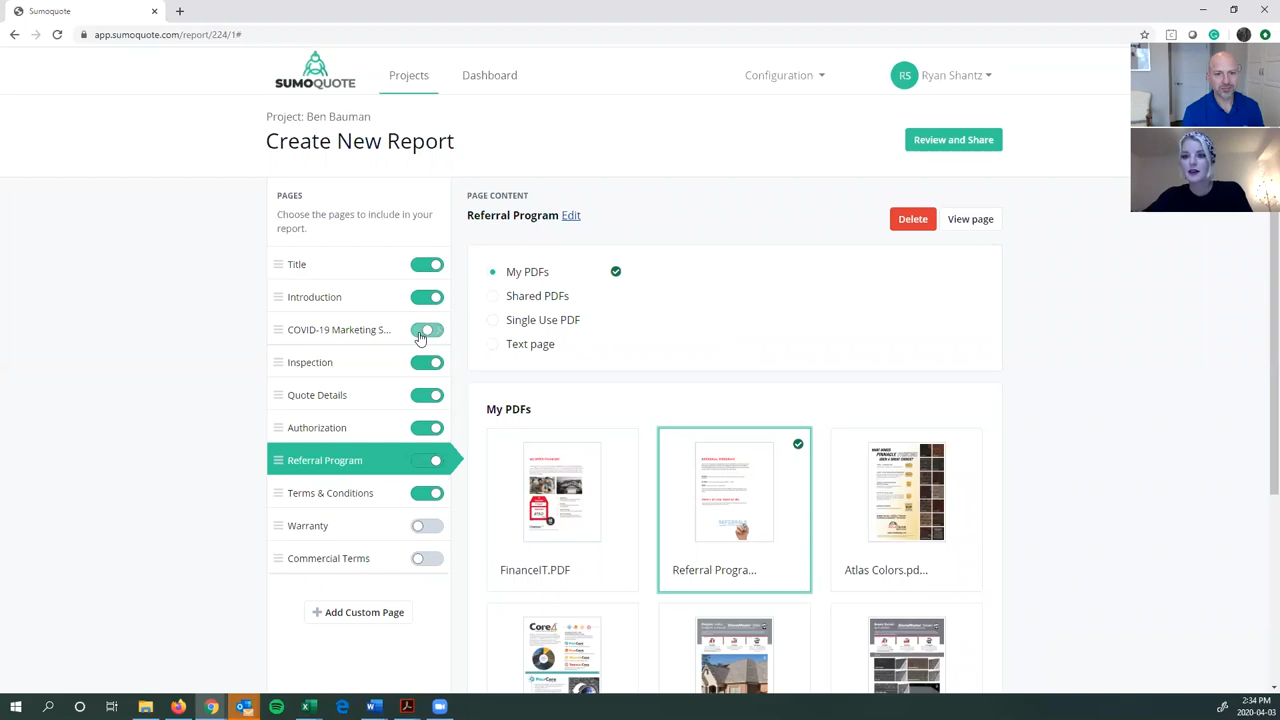 Sumoquote
app.sumoquote.com/report/224/1#
SUMOQUOTE
Projects
Dashboard
Configuration
RS
Ryan Shantz
Project: Ben Bauman
Create New Report
Review and Share
PAGES
Choose the pages to include in your
report.
Title
Introduction
COVID-19 Marketing S...
Inspection
Quote Details
Authorization
Referral Program
Terms & Conditions
Warranty
Commercial Terms
Add Custom Page
PAGE CONTENT
Referral Program Edit
Delete
View page
My PDFs
Shared PDFs
Single Use PDF
Text page
My PDFs
FinanceIT.PDF
Referral Progra...
Atlas Colors.pd...
2:34 PM
2020-04-03